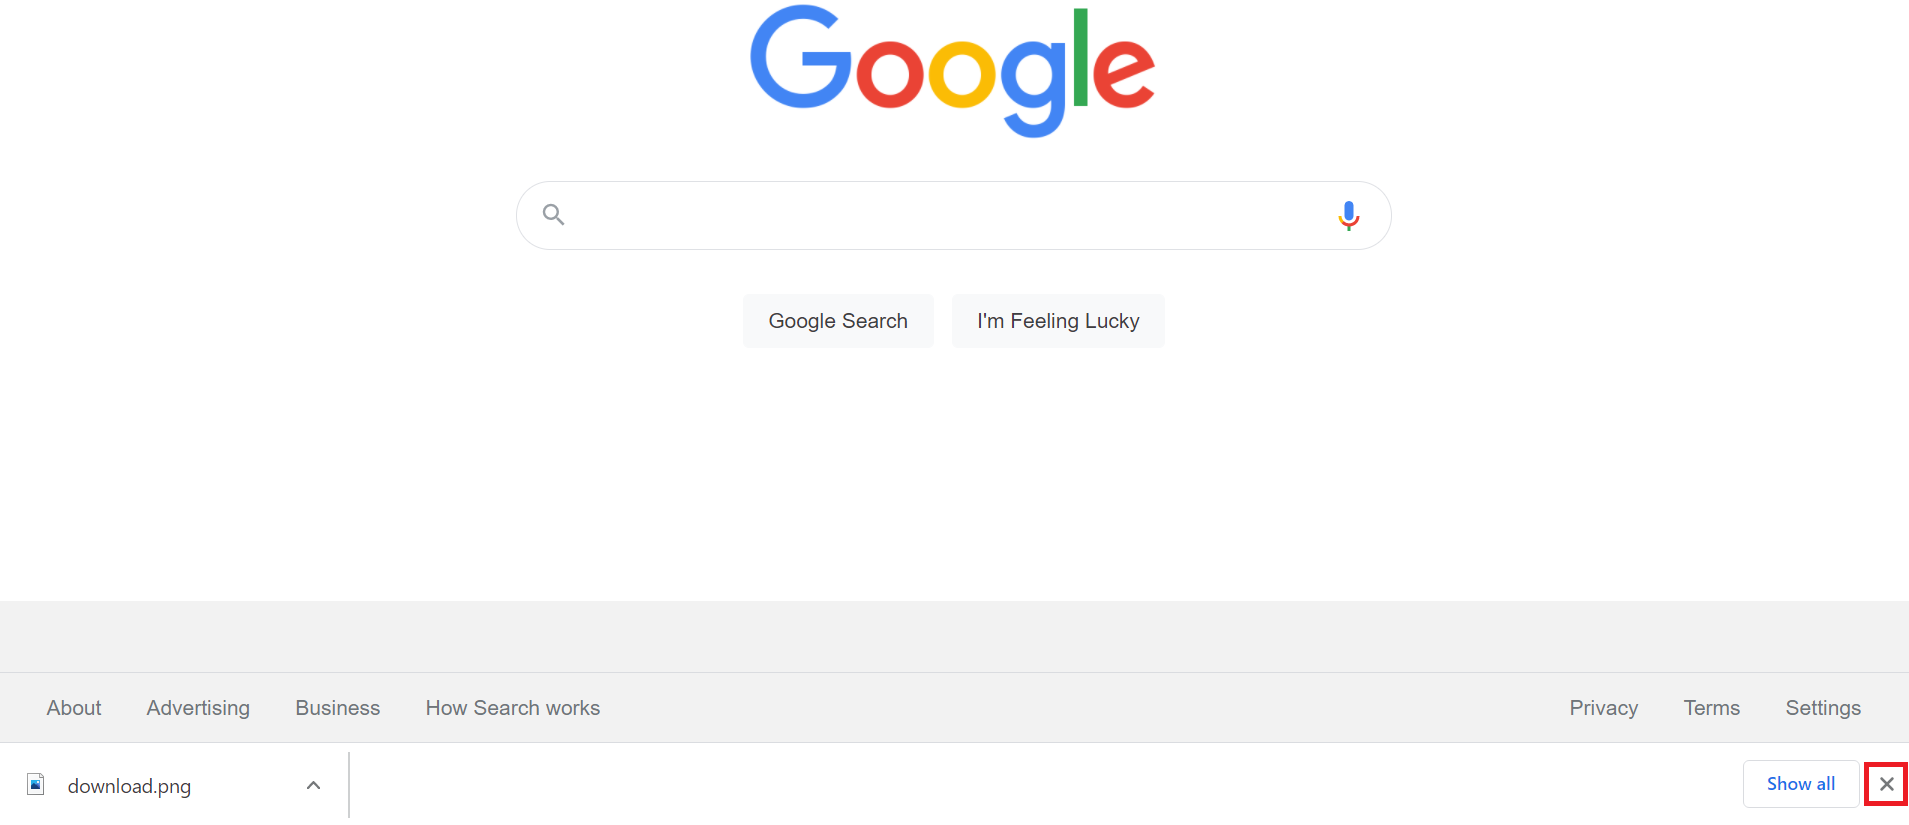 Google
Google Search
I'm Feeling Lucky
About
Advertising
Business
How Search works
Privacy
Terms
Settings
download.png
Show all